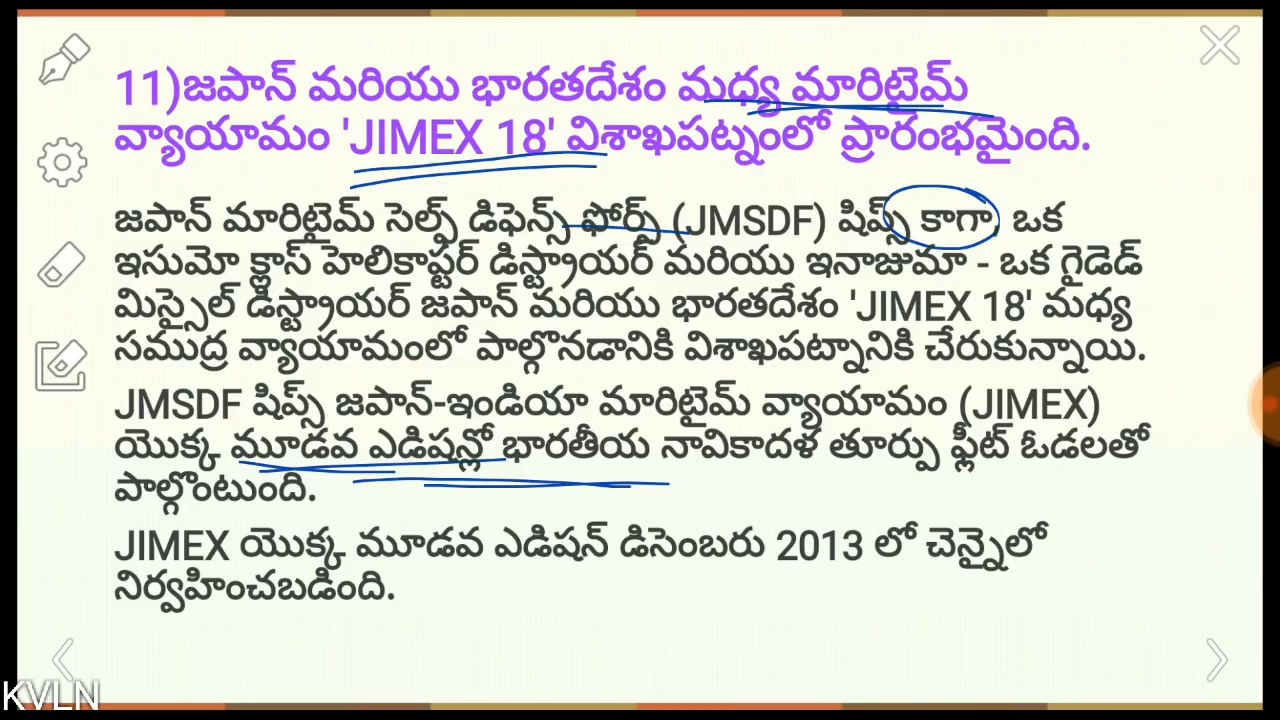 11)జపాన్ మరియు భారతదేశం మధ్య మారిటైమ్
వ్యాయామం 'JIMEX 18' విశాఖపట్నంలో ప్రారంభమైంది.
జపాన్ మారిటైమ్ సెల్ఫ్ డిఫెన్స్ ఫోర్స్ (JMSDF) షిప్స్ కాగా, ఒక
ఇసుమో క్లాస్ హెలికాప్టర్ డిస్ట్రాయర్ మరియు ఇనాజుమా - ఒక గైడెడ్
మిస్సైల్ డిస్ట్రాయర్ జపాన్ మరియు భారతదేశం 'JIMEX 18' మధ్య
సముద్ర వ్యాయామంలో పాల్గొనడానికి విశాఖపట్నానికి చేరుకున్నాయి.
JMSDF షిప్స్ జపాన్-ఇండియా మారిటైమ్ వ్యాయామం (JIMEX)
యొక్క మూడవ ఎడిషన్లో భారతీయ నావికాదళ తూర్పు ఫ్లీట్ ఓడలతో
పాల్గొంటుంది.
JIMEX యొక్క మూడవ ఎడిషన్ డిసెంబరు 2013 లో చెన్నైలో
నిర్వహించబడింది.
KVLN